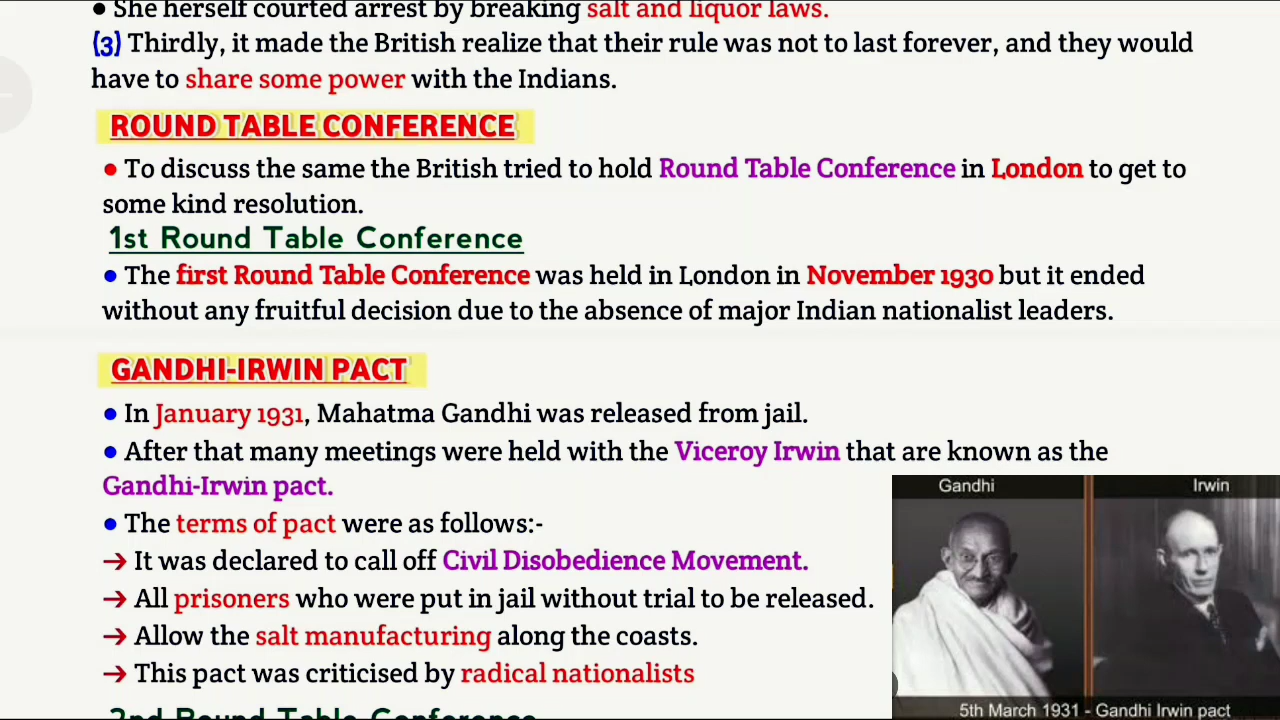 • She herself courted arrest by breaking salt and liquor laws.
(3) Thirdly, it made the British realize that their rule was not to last forever, and they would
have to share some power with the Indians.
ROUND TABLE CONFERENCE
• To discuss the same the British tried to hold Round Table Conference in London to get to
some kind resolution.
1st Round Table Conference
• The first Round Table Conference was held in London in November 1930 but it ended
without any fruitful decision due to the absence of major Indian nationalist leaders.
GANDHI-IRWIN PACT
• In January 1931, Mahatma Gandhi was released from jail.
• After that many meetings were held with the Viceroy Irwin that are known as the
Gandhi-Irwin pact.
• The terms of pact were as follows:-
→ It was declared to call off Civil Disobedience Movement.
→ All prisoners who were put in jail without trial to be released.
→ Allow the salt manufacturing along the coasts.
→ This pact was criticised by radical nationalists
Gandhi
Irwin
5th March 1931 - Gandhi Irwin pact
2nd Round Table Conference